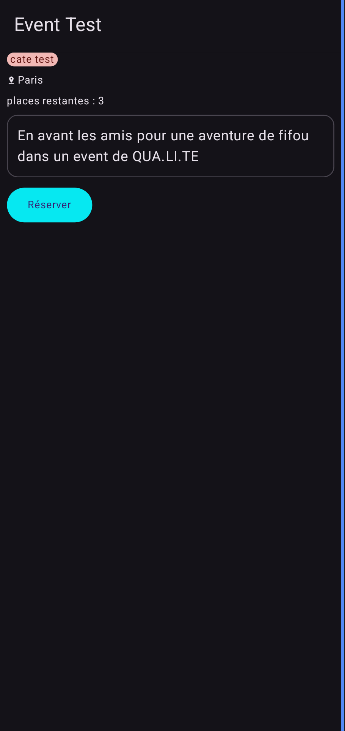 Event Test
cate test
Paris
places restantes : 3
En avant les amis pour une aventure de fifou
dans un event de QUA.LI.TE
Réserver